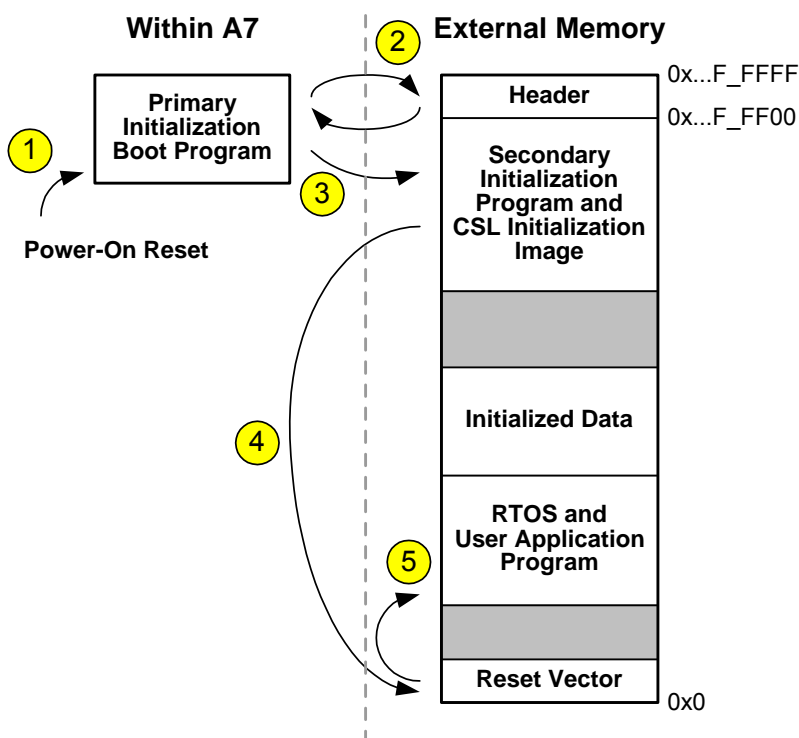 Within A7
External Memory
2
0x...F_FFFF
Header
0x...F_FF00
Primary
Initialization
Boot Program
1
3
Power-On Reset
Secondary
Initialization
Program and
CSL Initialization
Image
4
Initialized Data
RTOS and
User Application
Program
5
Reset Vector
0x0